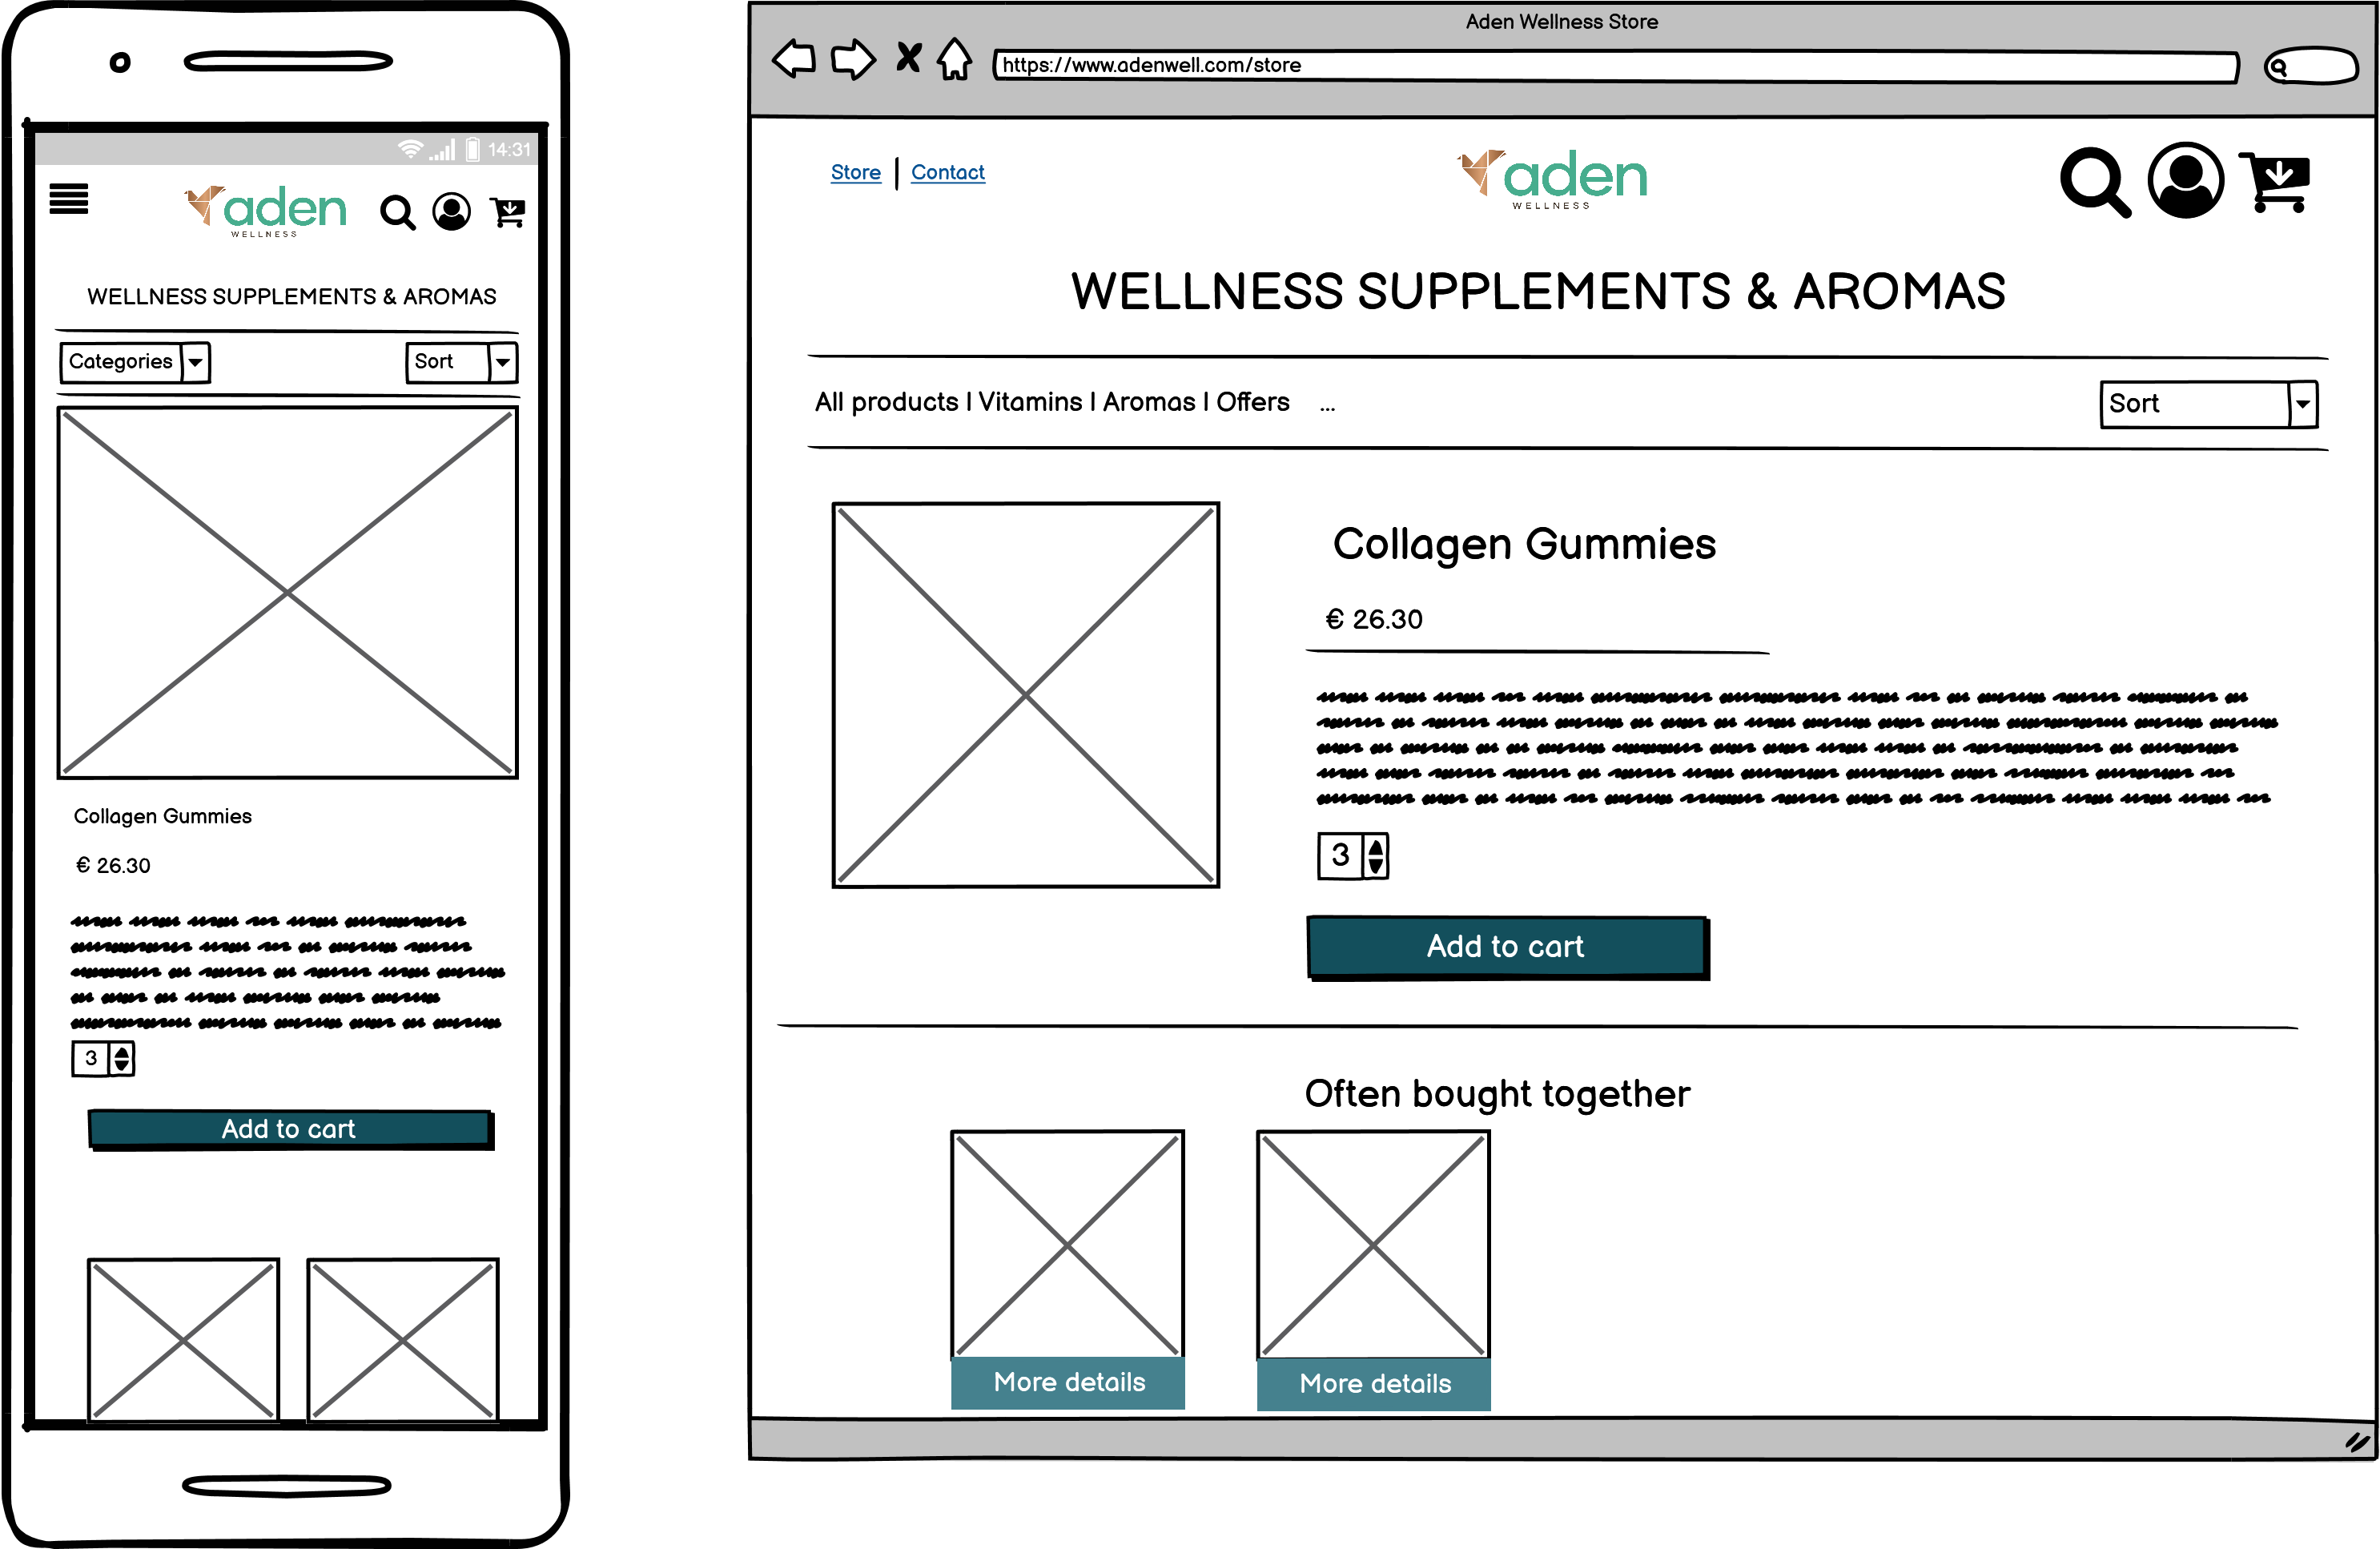 14:31
aden
WELLNESS
WELLNESS SUPPLEMENTS & AROMAS
Categories
Sort
Collagen Gummies
€ 26.30
3
Add to cart
Aden Wellness Store
https://www.adenwell.com/store
Store | Contact
aden
WELLNESS
WELLNESS SUPPLEMENTS & AROMAS
All products | Vitamins | Aromas | Offers ...
Sort
Collagen Gummies
€ 26.30
3
Add to cart
Often bought together
More details
More details